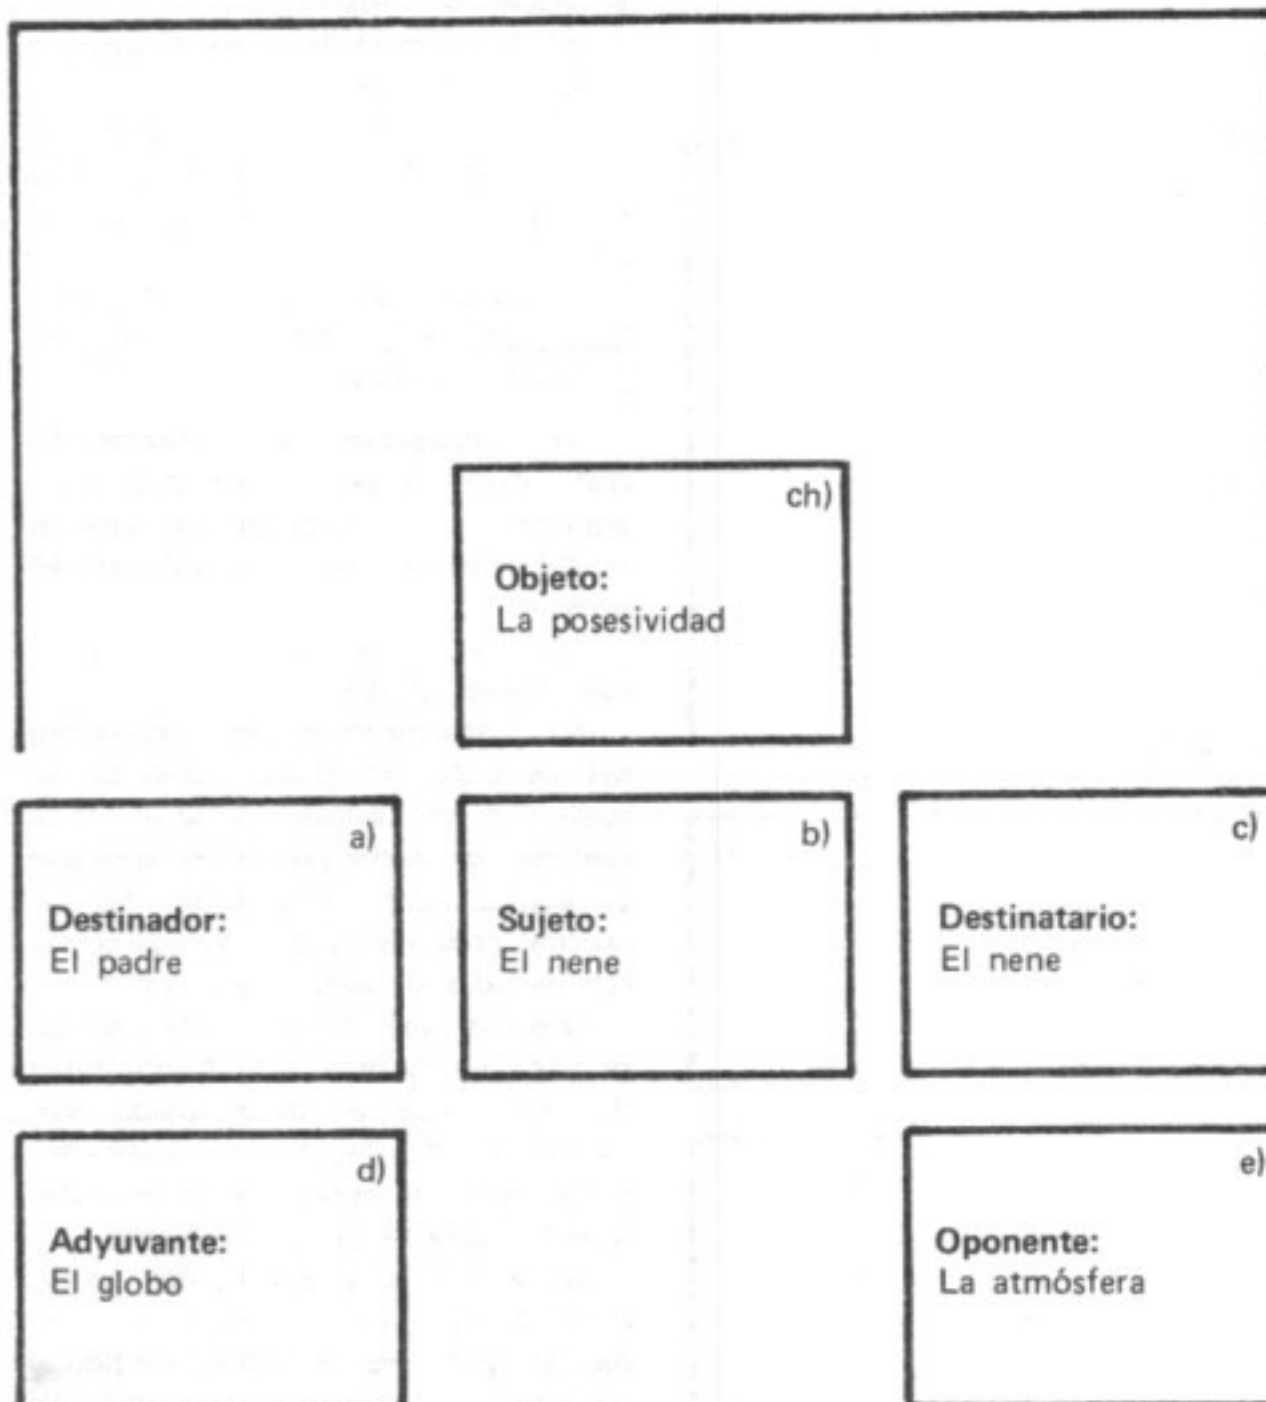 ch)
Objeto:
La posesividad
a)
Destinador:
El padre
b)
Sujeto:
El nene
c)
Destinatario:
El nene
d)
Adyuvante:
El globo
e)
Oponente:
La atmósfera